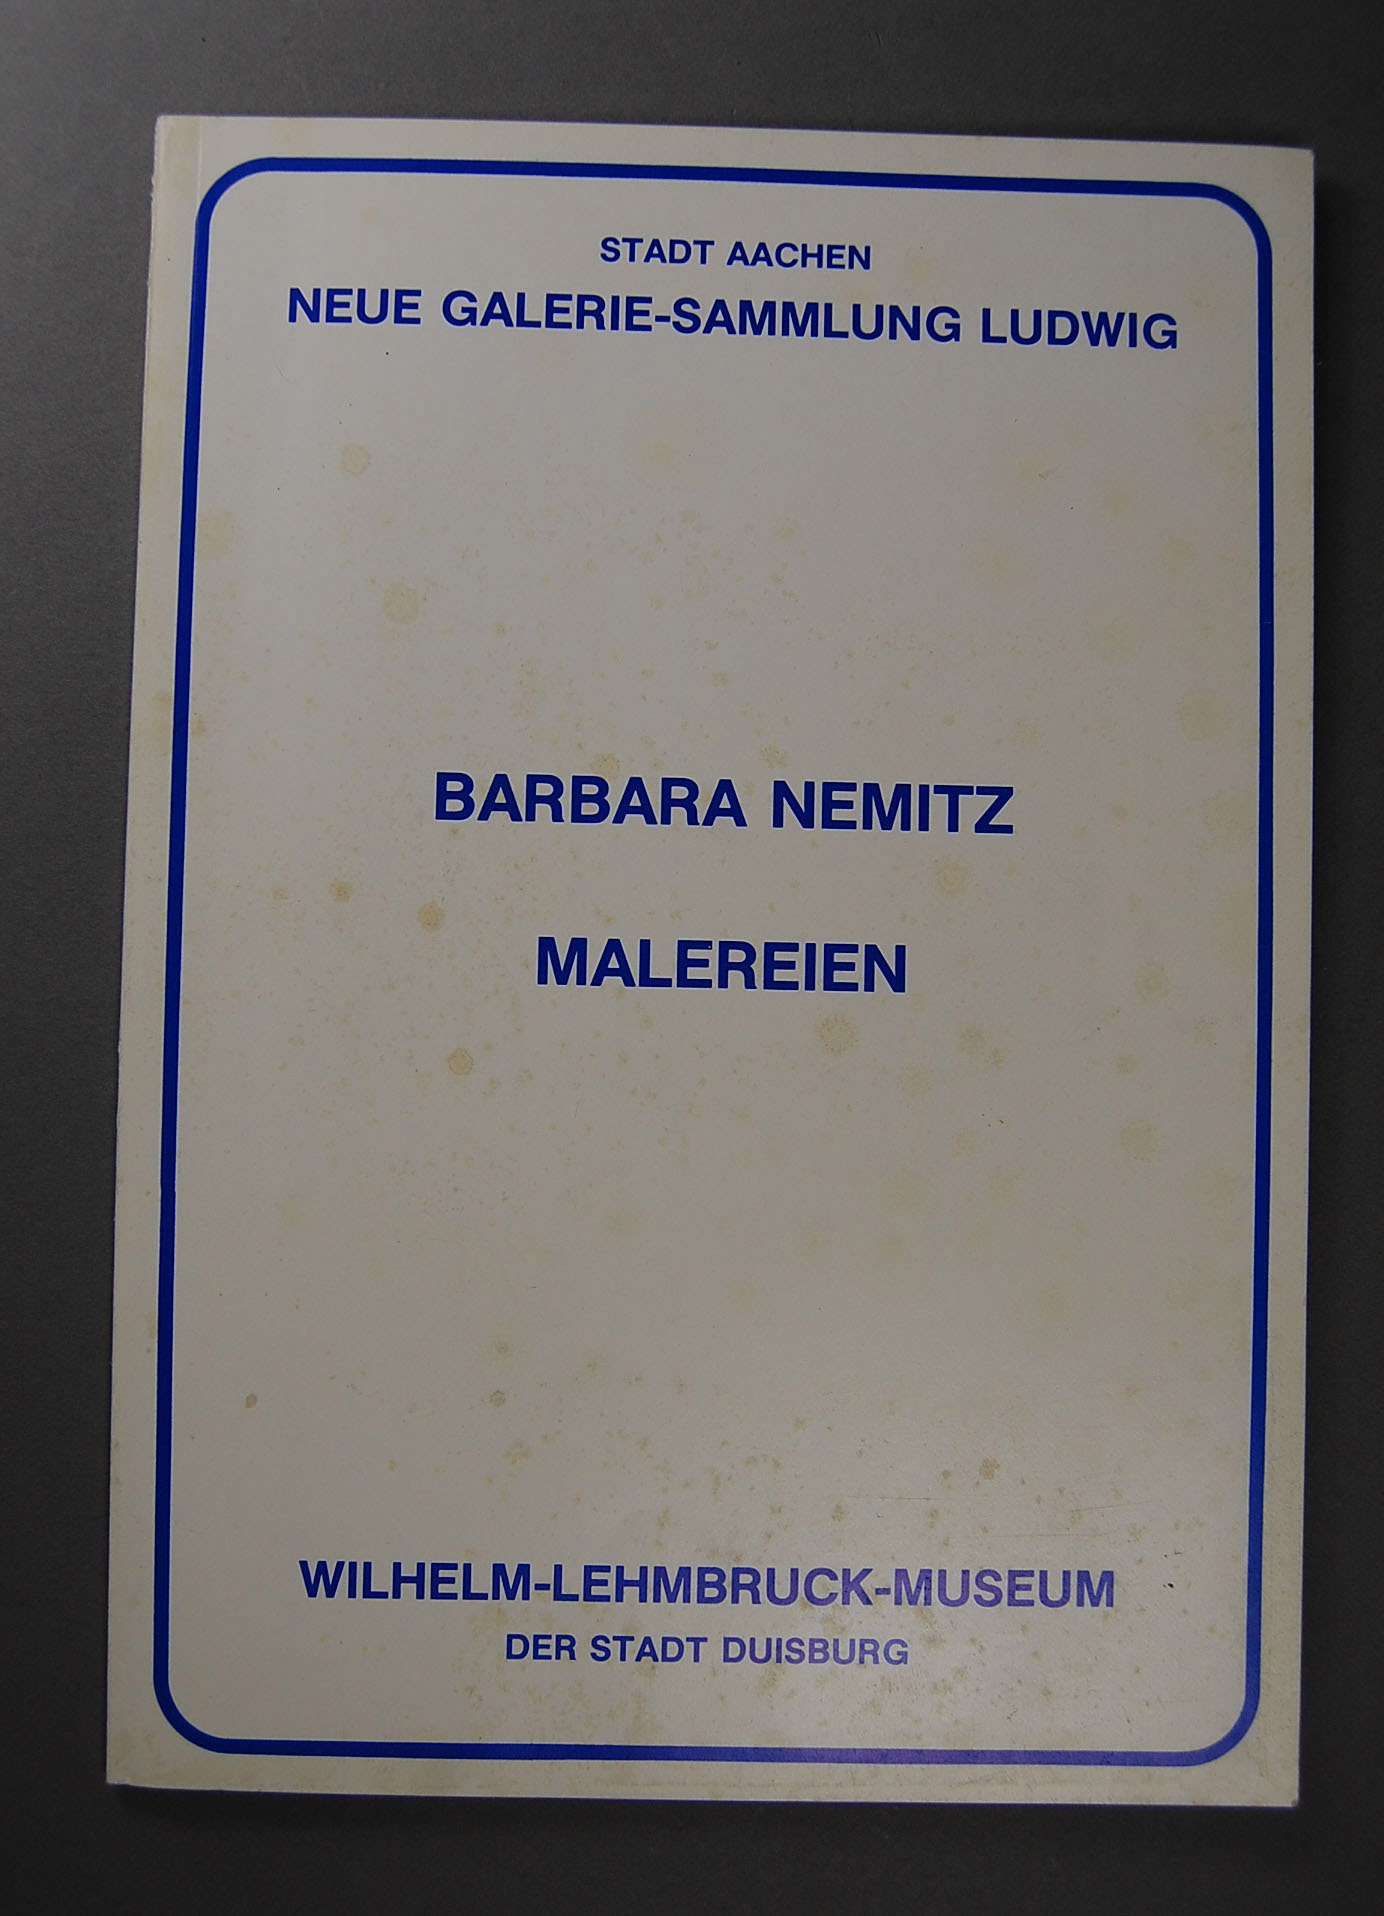 STADT AACHEN
NEUE GALERIE-SAMMLUNG LUDWIG
BARBARA NEMITZ
MALEREIEN
WILHELM-LEHMBRUCK-MUSEUM
DER STADT DUISBURG